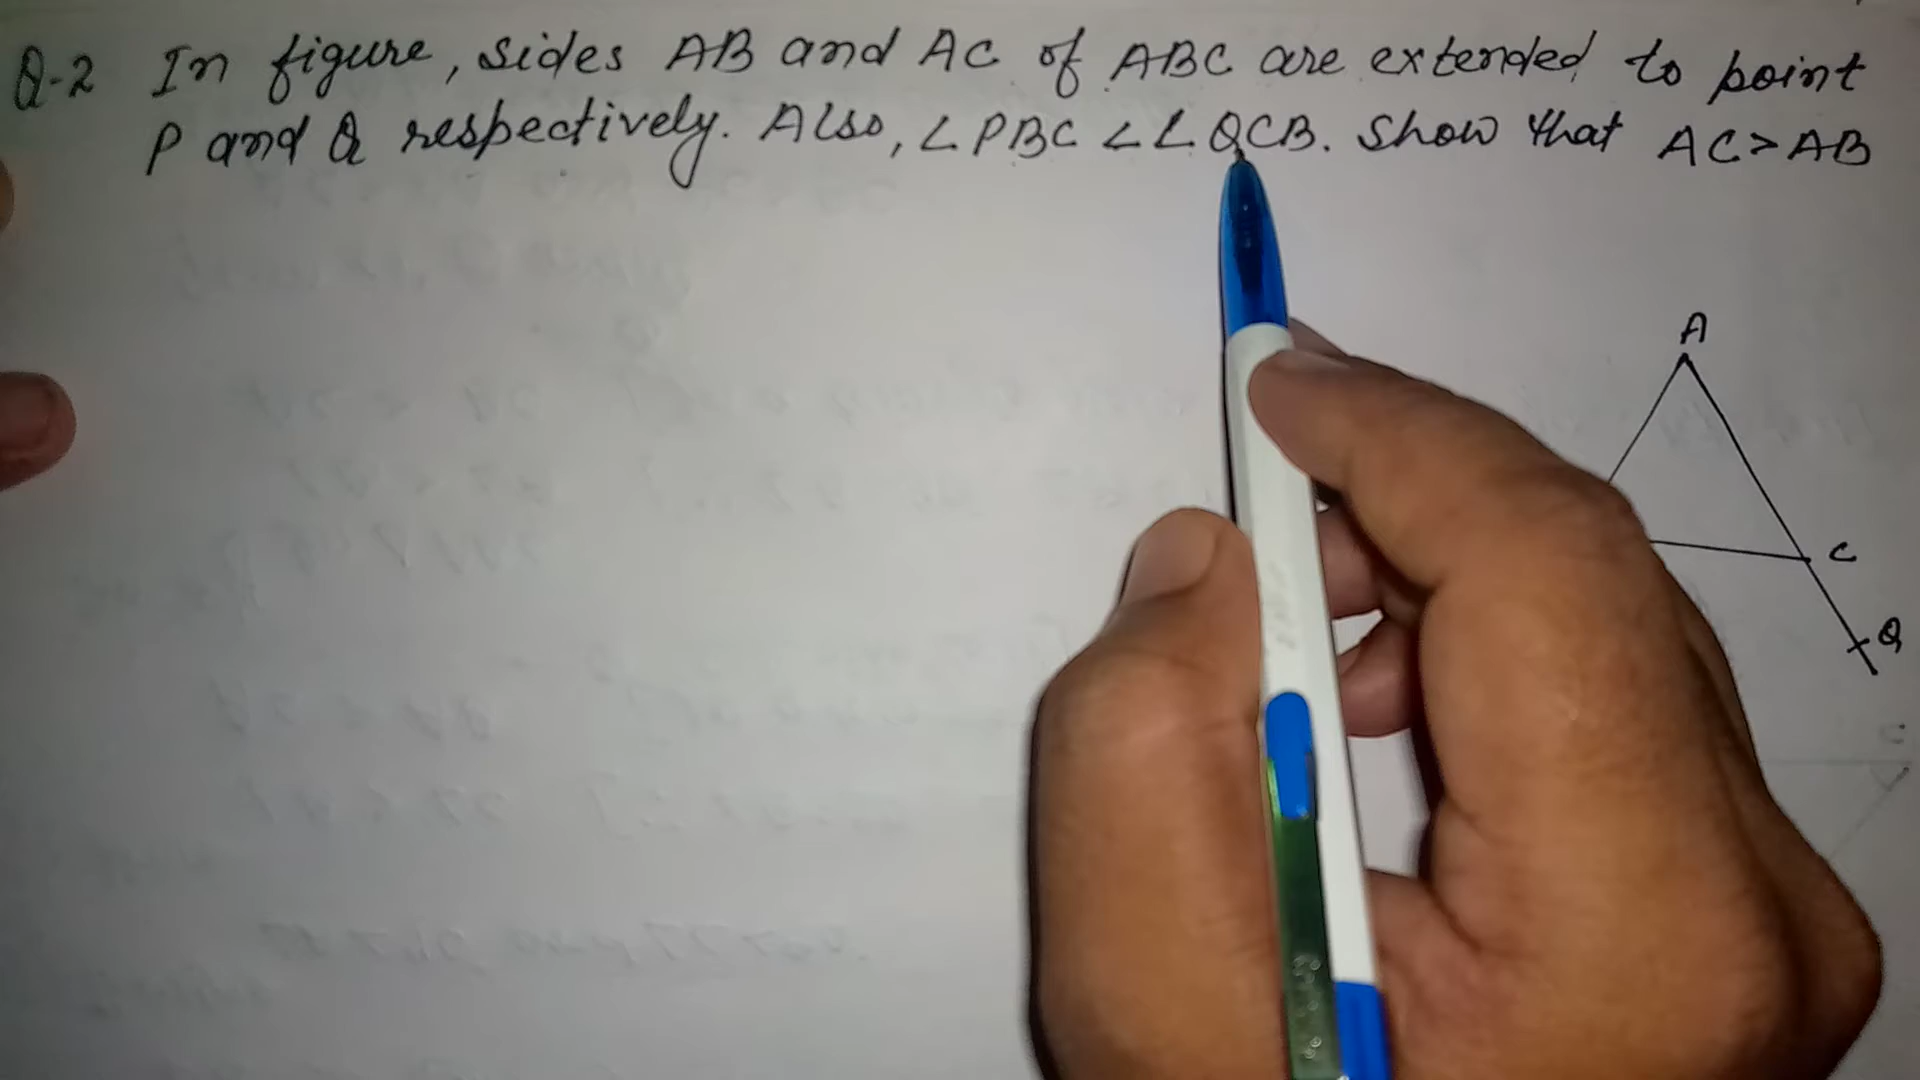 Q-2 In figure, sides AB and AC of ABC are extended to point
P and Q respectively. Also, ∠PBC < ∠QCB. Show that AC > AB
A
C
Q